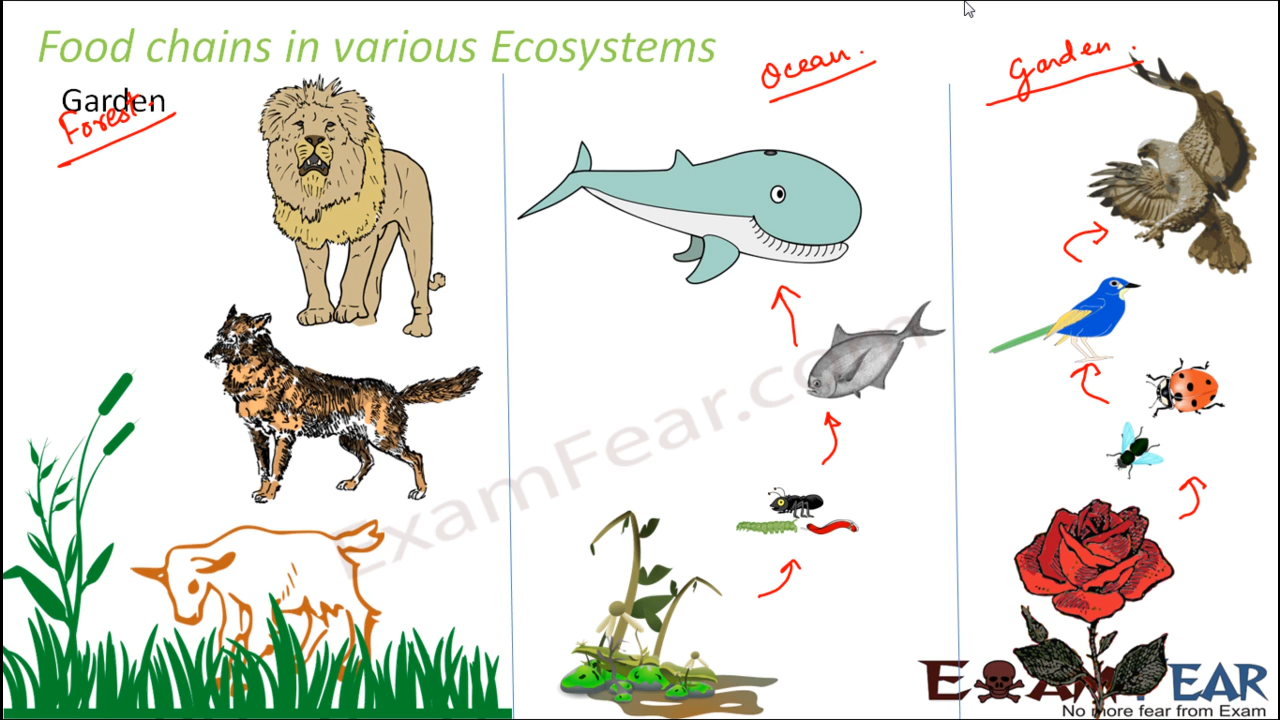 Food chains in various Ecosystems
Garden
Forest.
Ocean.
Garden.
ExamFear.com
EXAMFEAR
No more fear from Exam